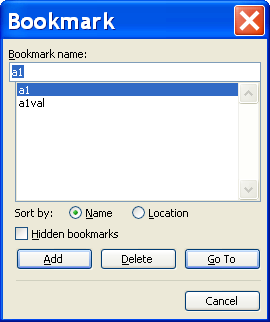 Bookmark
Bookmark name:
a1
a1
a1val
Sort by: Name Location
Hidden bookmarks
Add Delete Go To
Cancel